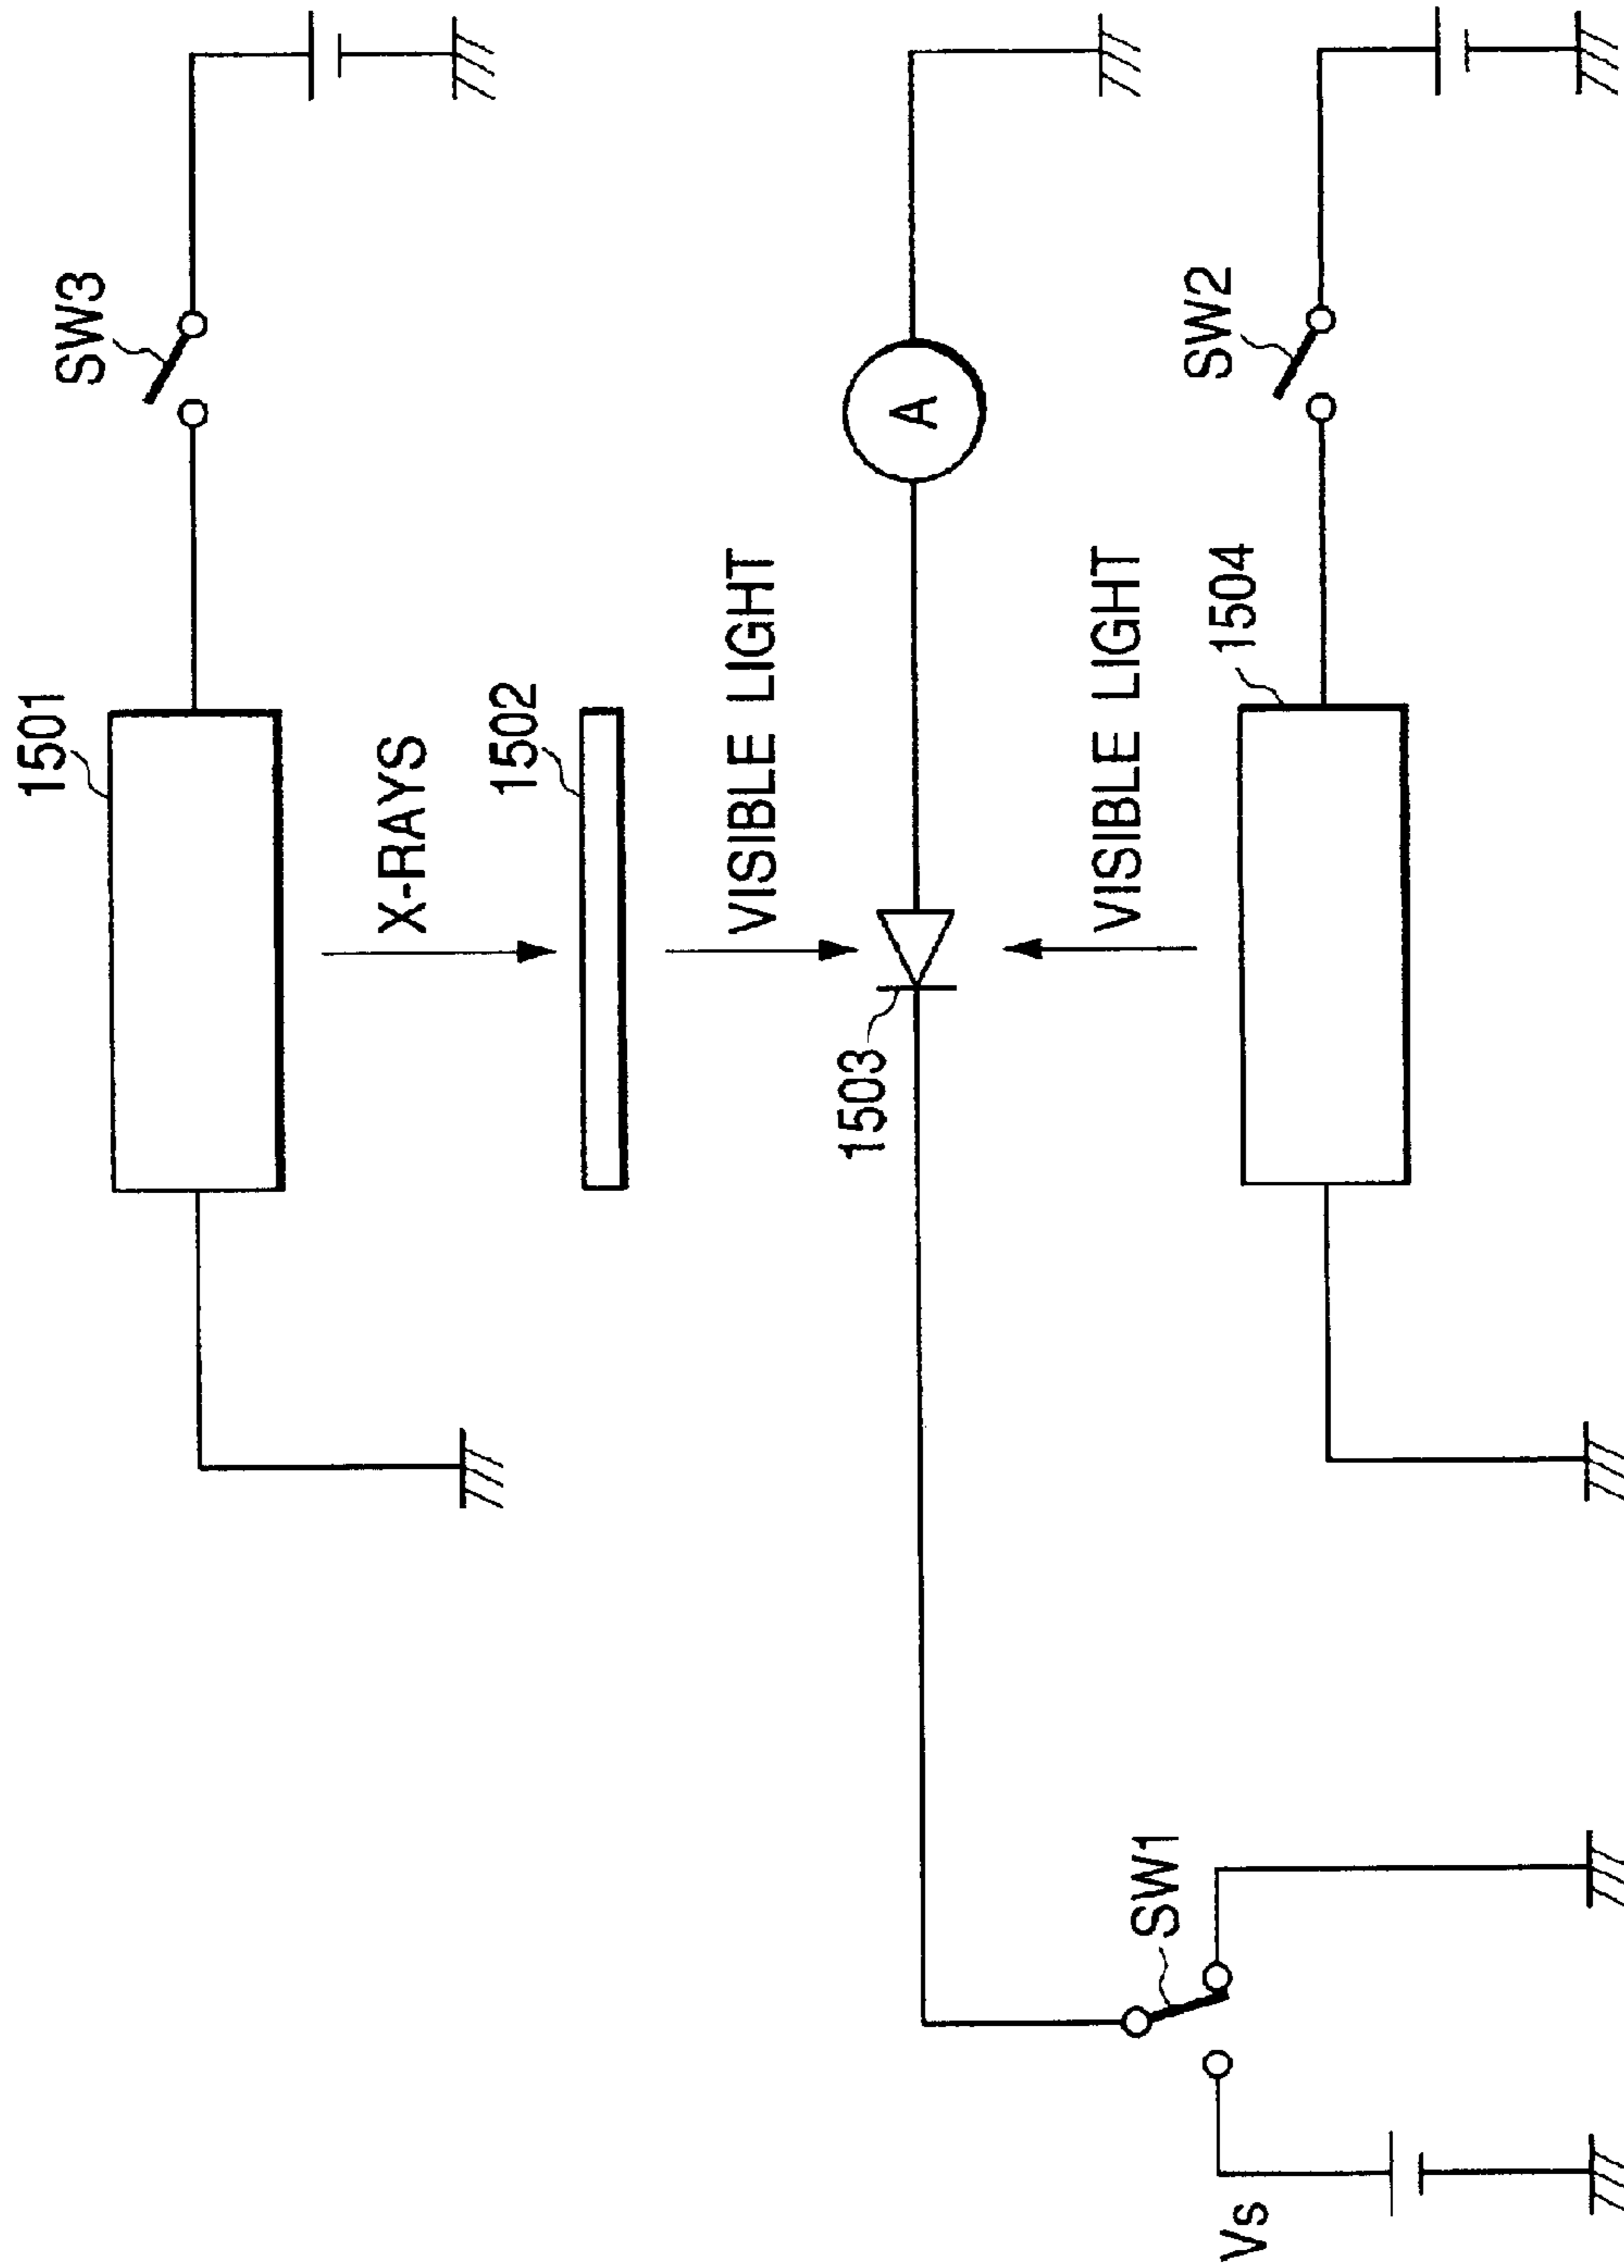 1501
SW3
X-RAYS
1502
VISIBLE LIGHT
1503
A
VISIBLE LIGHT
1504
SW2
SW1
Vs